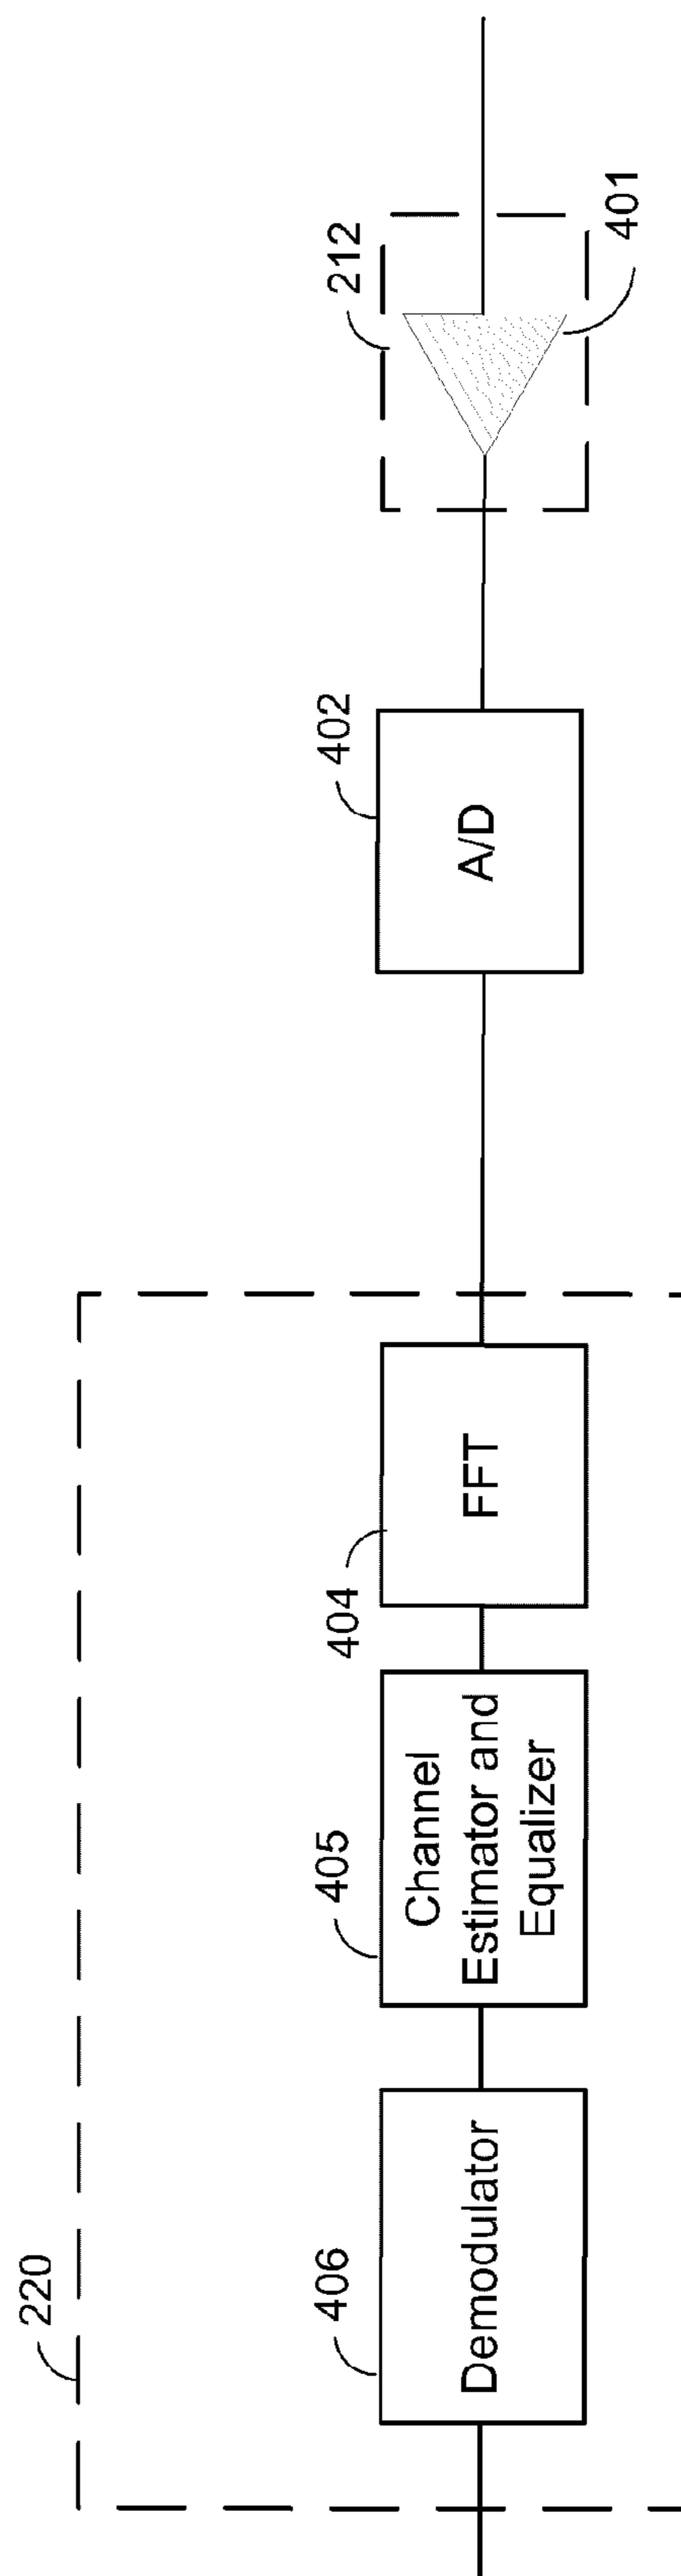 220
406
Demodulator
405
Channel
Estimator and
Equalizer
404
FFT
402
A/D
212
401